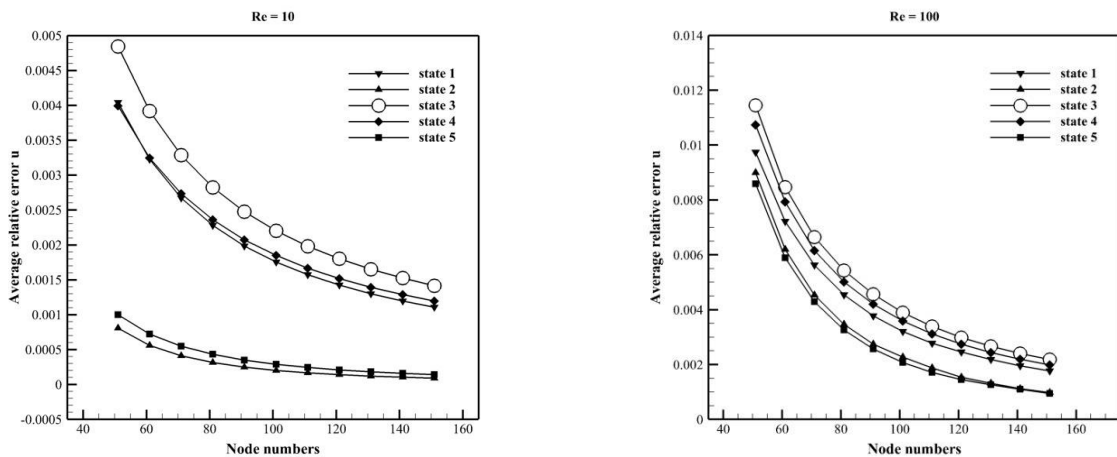 Re = 10
0.005
0.0045
0.004
0.0035
0.003
0.0025
0.002
0.0015
0.001
0.0005
0
-0.0005
Average relative error u
state 1
state 2
state 3
state 4
state 5
40
60
80
100
120
140
160
Node numbers
Re = 100
0.014
0.012
0.01
0.008
0.006
0.004
0.002
0
Average relative error u
state 1
state 2
state 3
state 4
state 5
40
60
80
100
120
140
160
Node numbers